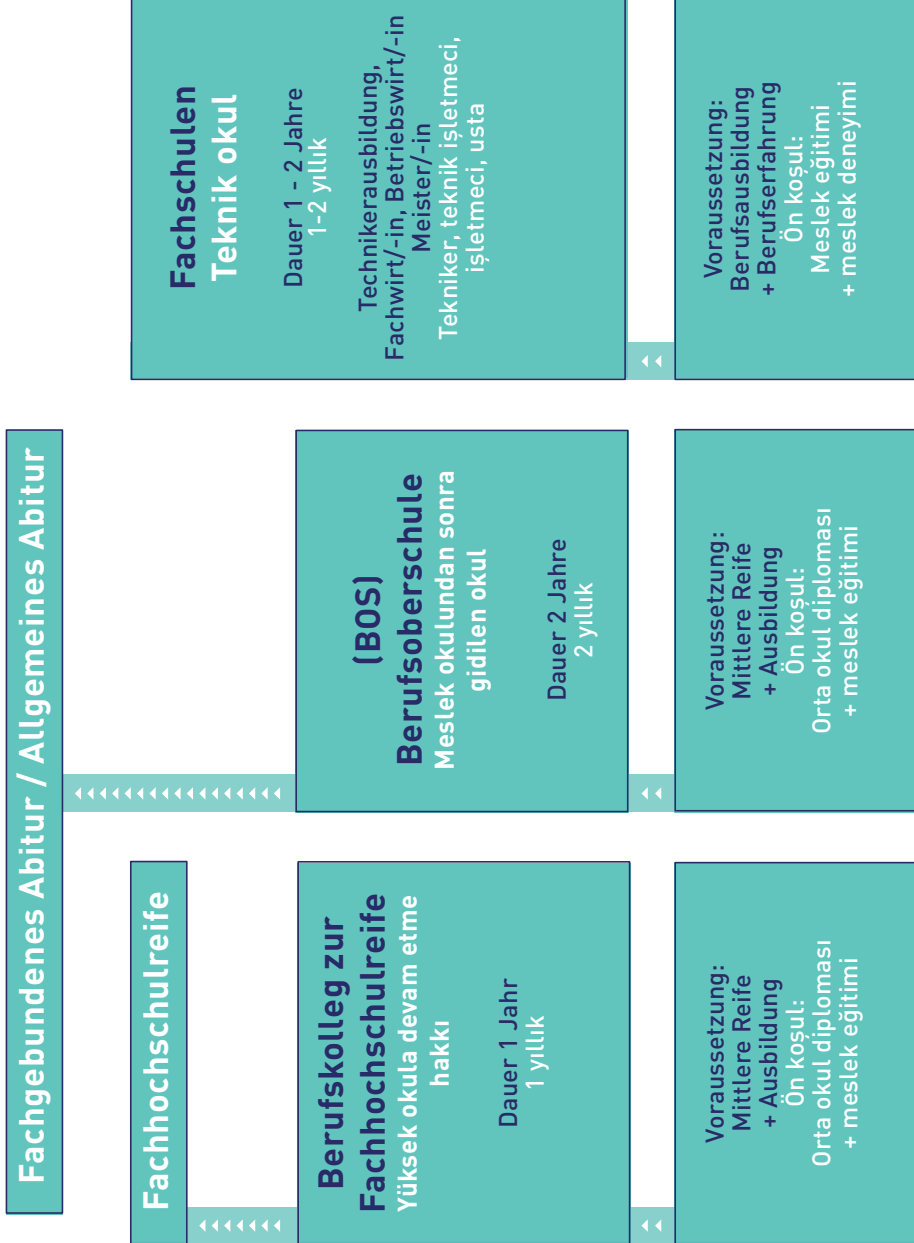 Fachgebundenes Abitur / Allgemeines Abitur
Fachhochschulreife
Berufskolleg zur
Fachhochschulreife
Yüksek okula devam etme
hakkı
Dauer 1 Jahr
1 yıllık
Voraussetzung:
Mittlere Reife
+ Ausbildung
Ön koşul:
Orta okul diploması
+ meslek eğitimi
(BOS)
Berufsoberschule
Meslek okulundan sonra
gidilen okul
Dauer 2 Jahre
2 yıllık
Voraussetzung:
Mittlere Reife
+ Ausbildung
Ön koşul:
Orta okul diploması
+ meslek eğitimi
Fachschulen
Teknik okul
Dauer 1 - 2 Jahre
1-2 yıllık
Technikerausbildung,
Fachwirt/-in, Betriebswirt/-in
Meister/-in
Tekniker, teknik işletmeci,
işletmeci, usta
Voraussetzung:
Berufsausbildung
+ Berufserfahrung
Ön koşul:
Meslek eğitimi
+ meslek deneyimi